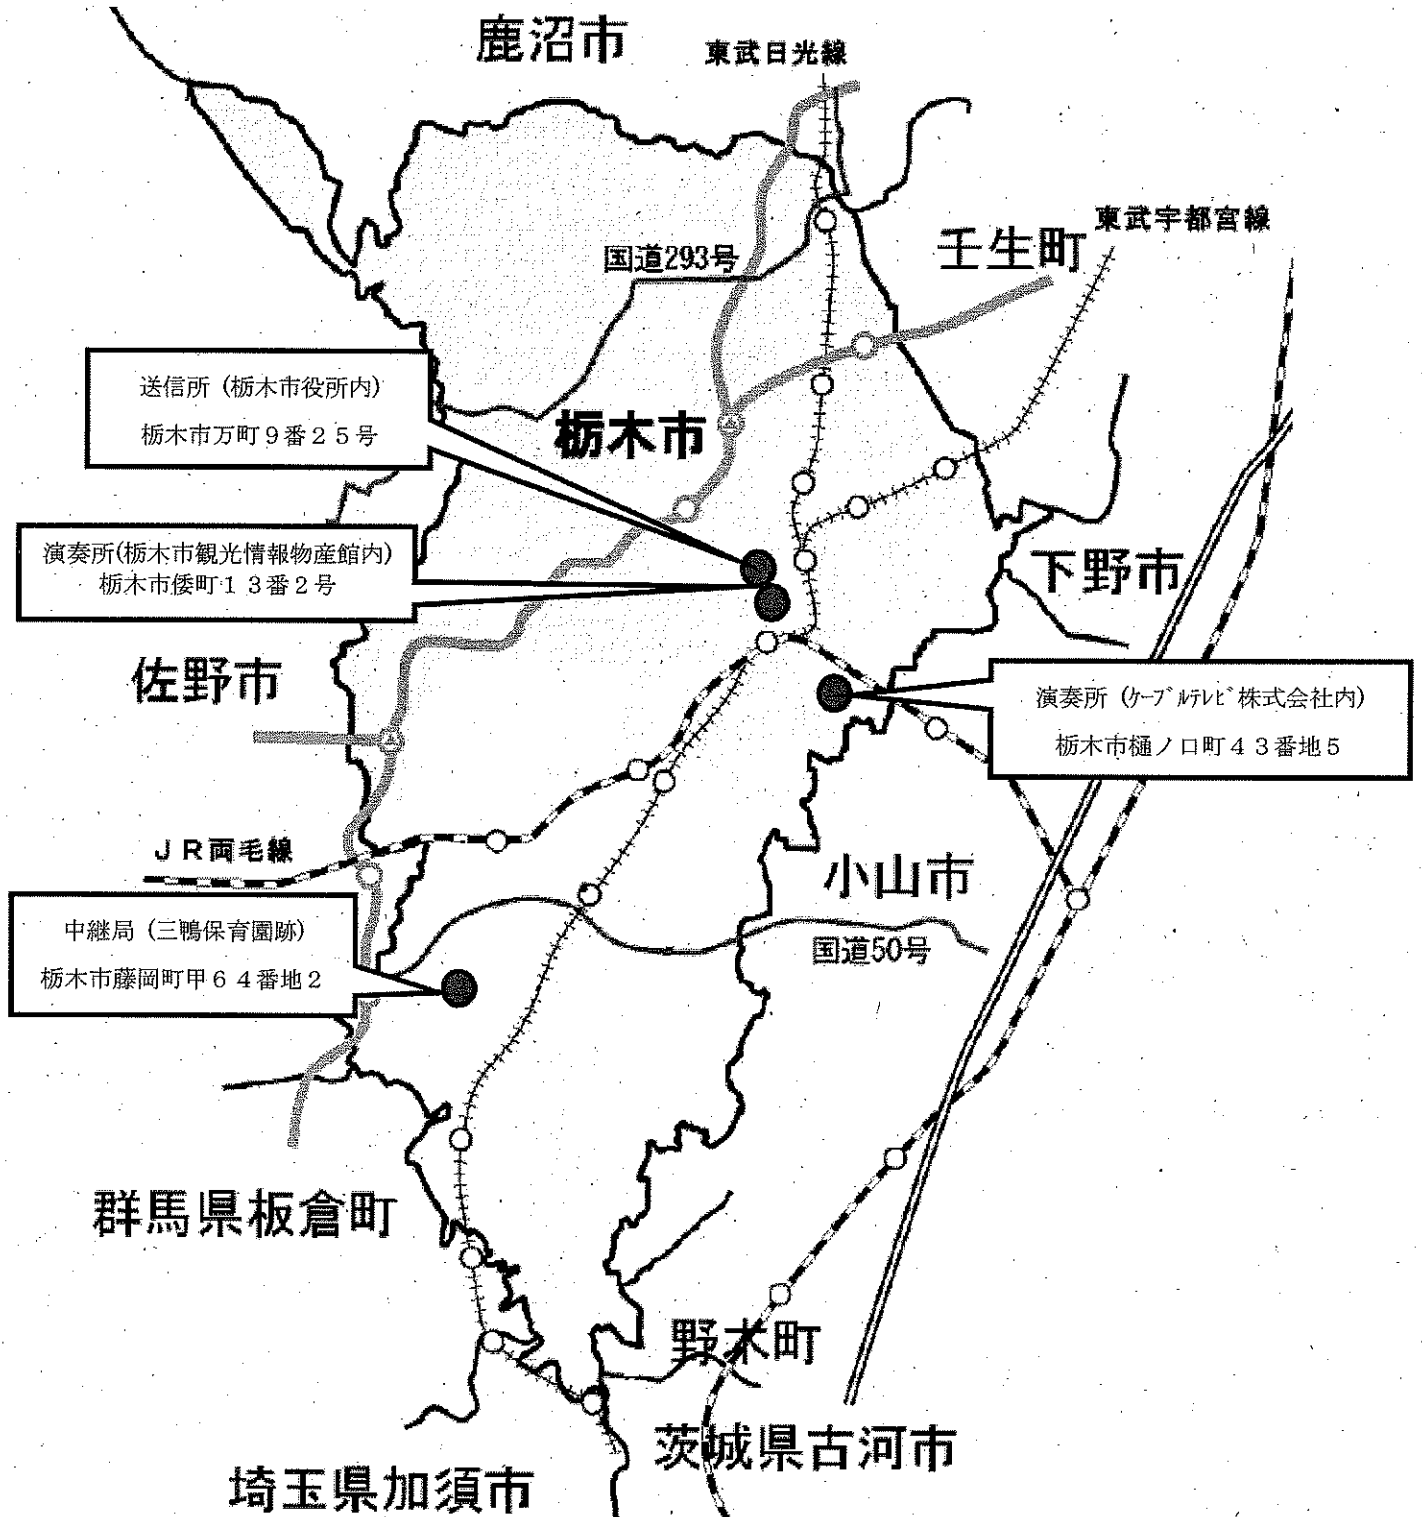 鹿沼市
東武日光線
東武宇都宮線
壬生町
国道293号
送信所 (栃木市役所内)
栃木市万町9番25号
栃木市
演奏所(栃木市観光情報物産館内)
栃木市倭町13番2号
下野市
佐野市
演奏所 (ケーブルテレビ株式会社内)
栃木市樋ノ口町43番地5
JR両毛線
小山市
中継局 (三鴨保育園跡)
栃木市藤岡町甲64番地2
国道50号
群馬県板倉町
野木町
茨城県古河市
埼玉県加須市